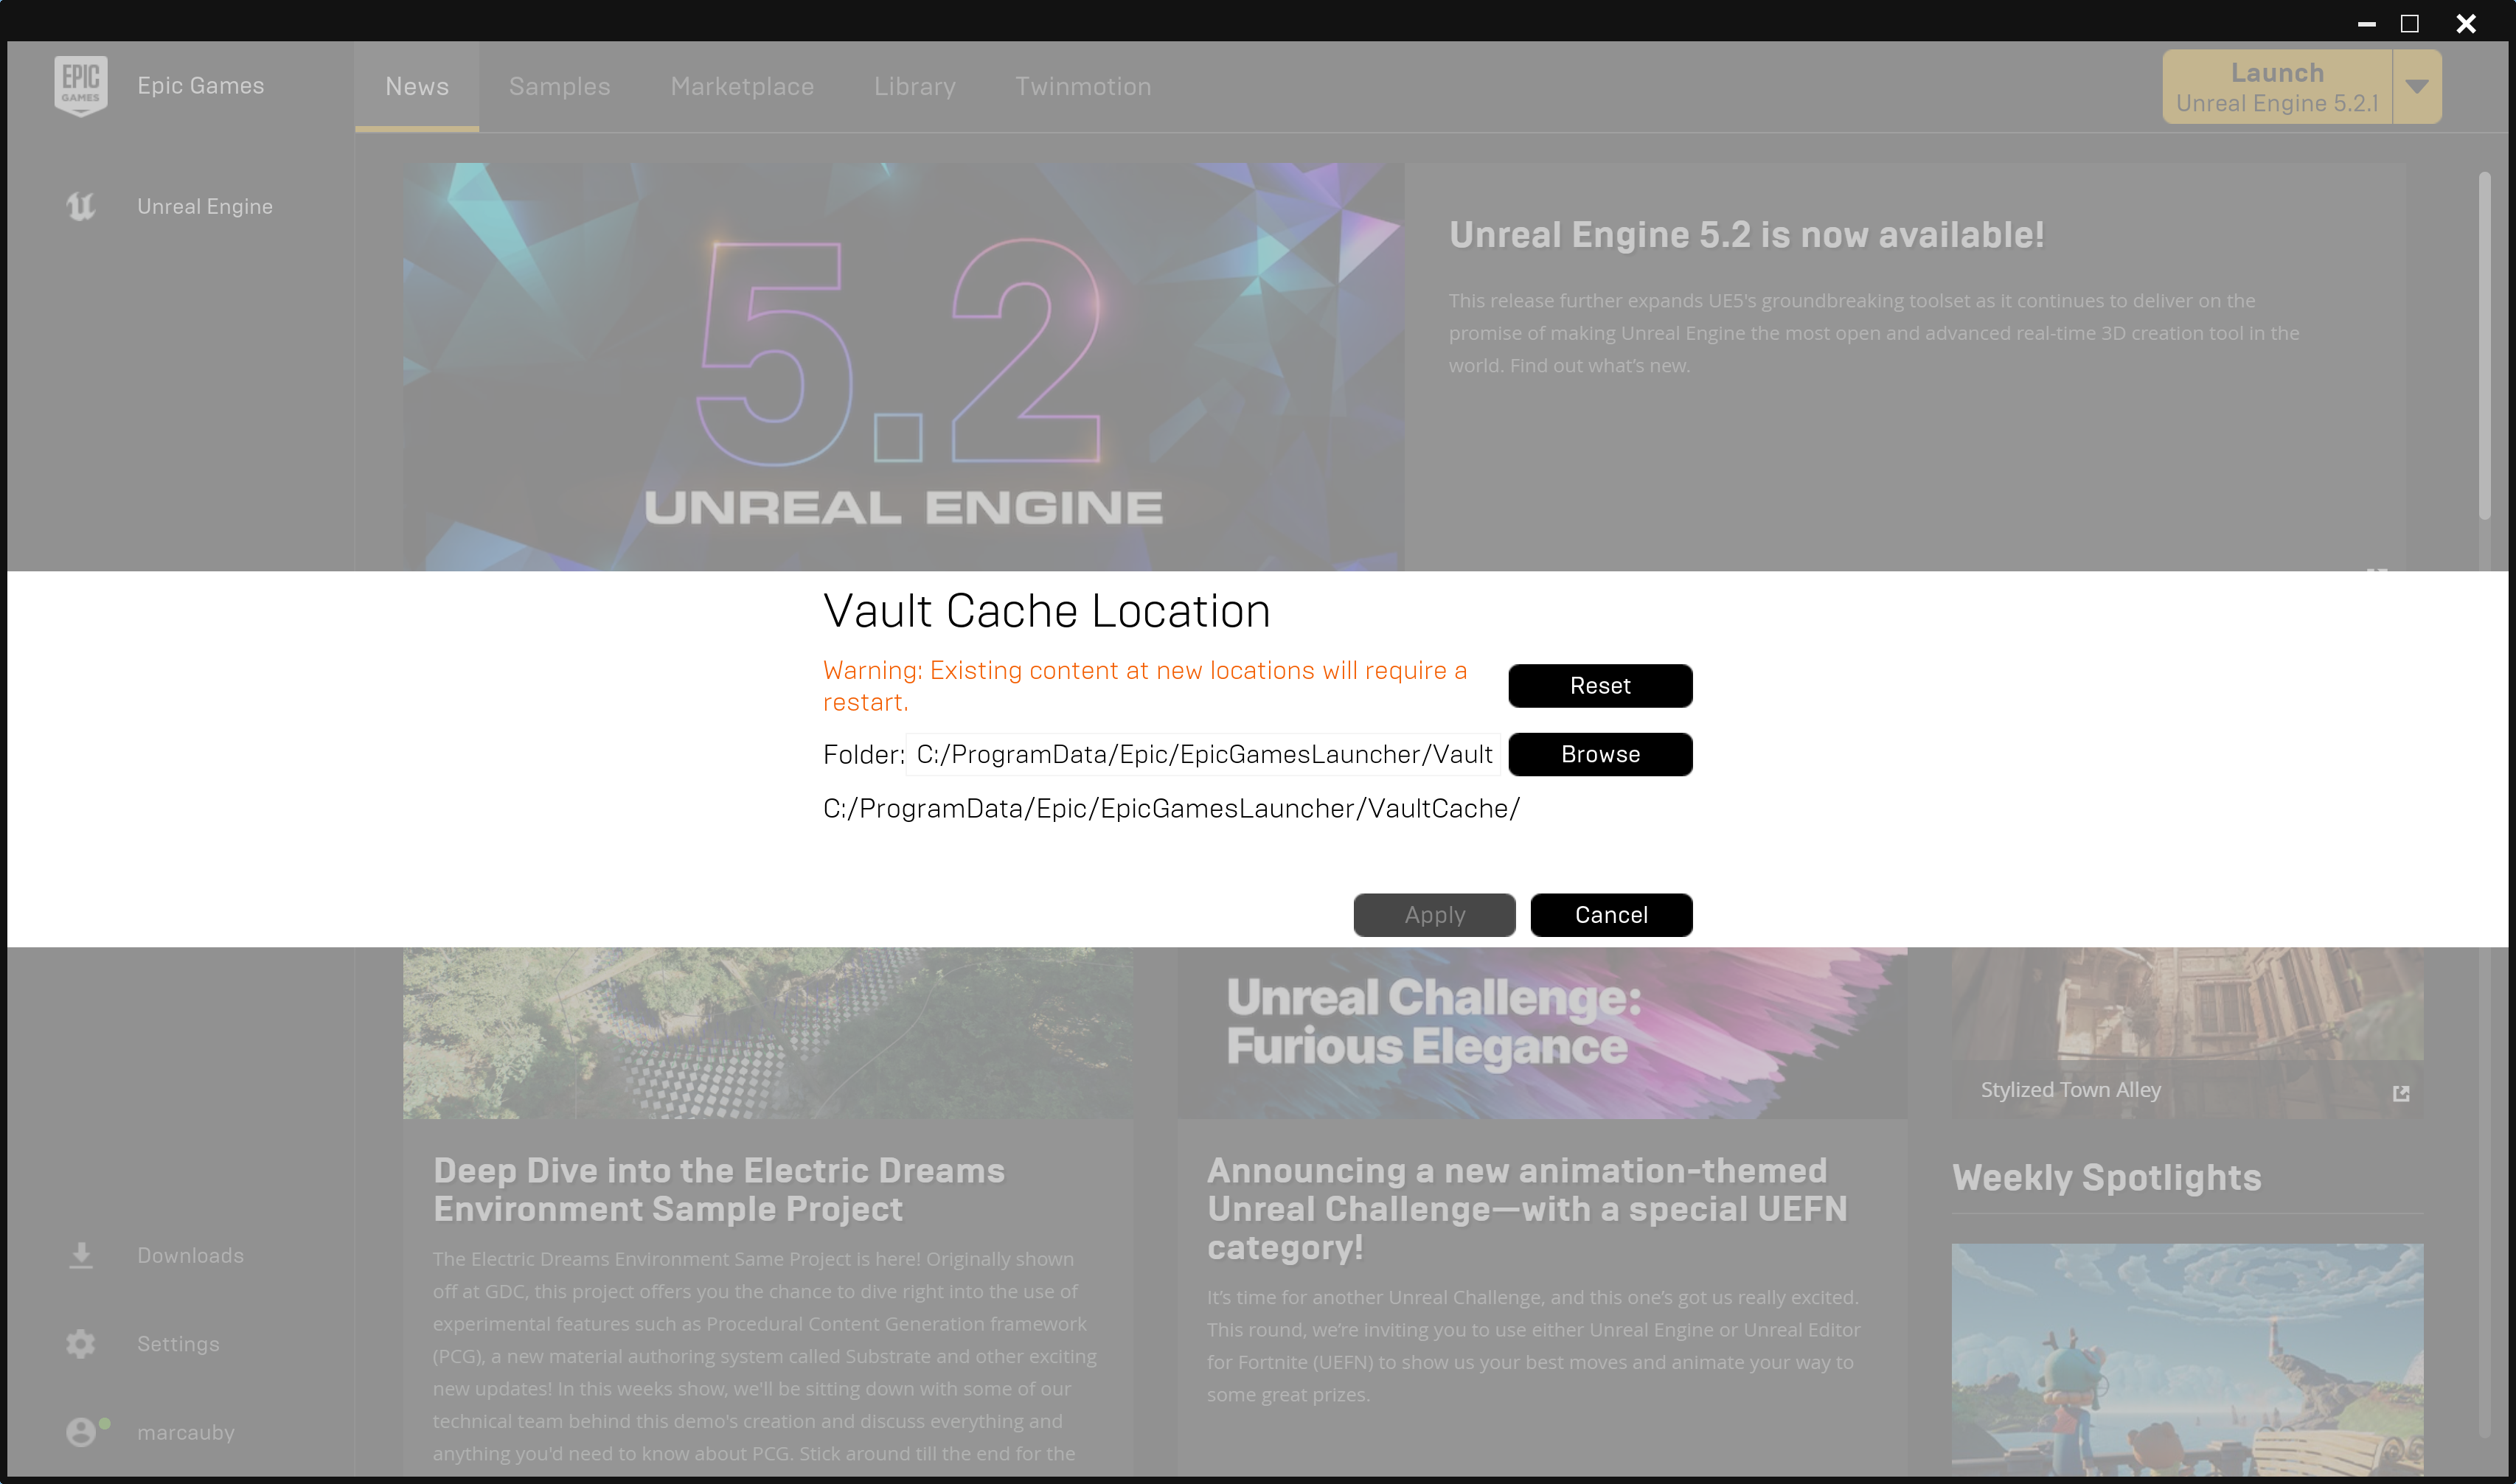 EPIC
GAMES
Epic Games
News
Samples
Marketplace
Library
Twinmotion
Launch
Unreal Engine 5.2.1
Unreal Engine
5.2
UNREAL ENGINE
Unreal Engine 5.2 is now available!
This release further expands UE5's groundbreaking toolset as it continues to deliver on the
promise of making Unreal Engine the most open and advanced real-time 3D creation tool in the
world. Find out what’s new.
Vault Cache Location
Warning: Existing content at new locations will require a
restart.
Reset
Folder:
C:/ProgramData/Epic/EpicGamesLauncher/Vault
Browse
C:/ProgramData/Epic/EpicGamesLauncher/VaultCache/
Apply
Cancel
Unreal Challenge:
Furious Elegance
Stylized Town Alley
Deep Dive into the Electric Dreams
Environment Sample Project
The Electric Dreams Environment Same Project is here! Originally shown
off at GDC, this project offers you the chance to dive right into the use of
experimental features such as Procedural Content Generation framework
(PCG), a new material authoring system called Substrate and other exciting
new updates! In this weeks show, we'll be sitting down with some of our
technical team behind this demo's creation and discuss everything and
anything you'd need to know about PCG. Stick around till the end for the
Announcing a new animation-themed
Unreal Challenge—with a special UEFN
category!
It’s time for another Unreal Challenge, and this one’s got us really excited.
This round, we’re inviting you to use either Unreal Engine or Unreal Editor
for Fortnite (UEFN) to show us your best moves and animate your way to
some great prizes.
Weekly Spotlights
Downloads
Settings
marcauby